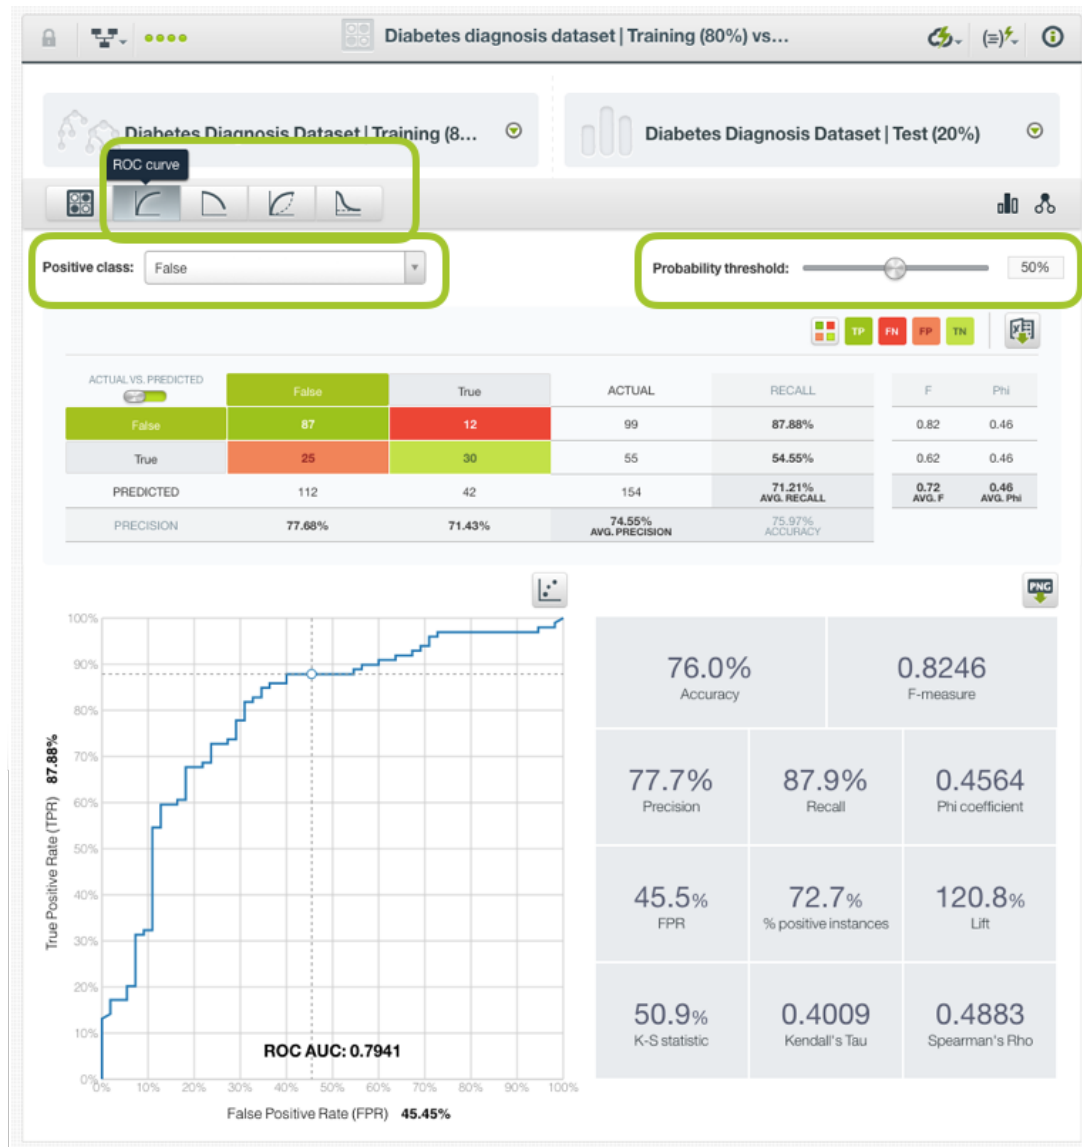 Diabetes diagnosis dataset | Training (80%) vs...
Diabetes Diagnosis Dataset | Training (8...
Diabetes Diagnosis Dataset | Test (20%)
ROC curve
Positive class: False
Probability threshold: 50%
TP FN FP TN
ACTUAL VS. PREDICTED False True ACTUAL RECALL F Phi
False 87 12 99 87.88% 0.82 0.46
True 25 30 55 54.55% 0.62 0.46
PREDICTED 112 42 154 71.21% AVG. RECALL 0.72 AVG. F 0.46 AVG. Phi
PRECISION 77.68% 71.43% 74.55% AVG. PRECISION 75.97% ACCURACY
PNG
100%
90%
80%
70%
60%
50%
40%
30%
20%
10%
0%
True Positive Rate (TPR) 87.88%
ROC AUC: 0.7941
0% 10% 20% 30% 40% 50% 60% 70% 80% 90% 100%
False Positive Rate (FPR) 45.45%
76.0% 0.8246
Accuracy F-measure
77.7% 87.9% 0.4564
Precision Recall Phi coefficient
45.5% 72.7% 120.8%
FPR % positive instances Lift
50.9% 0.4009 0.4883
K-S statistic Kendall's Tau Spearman's Rho